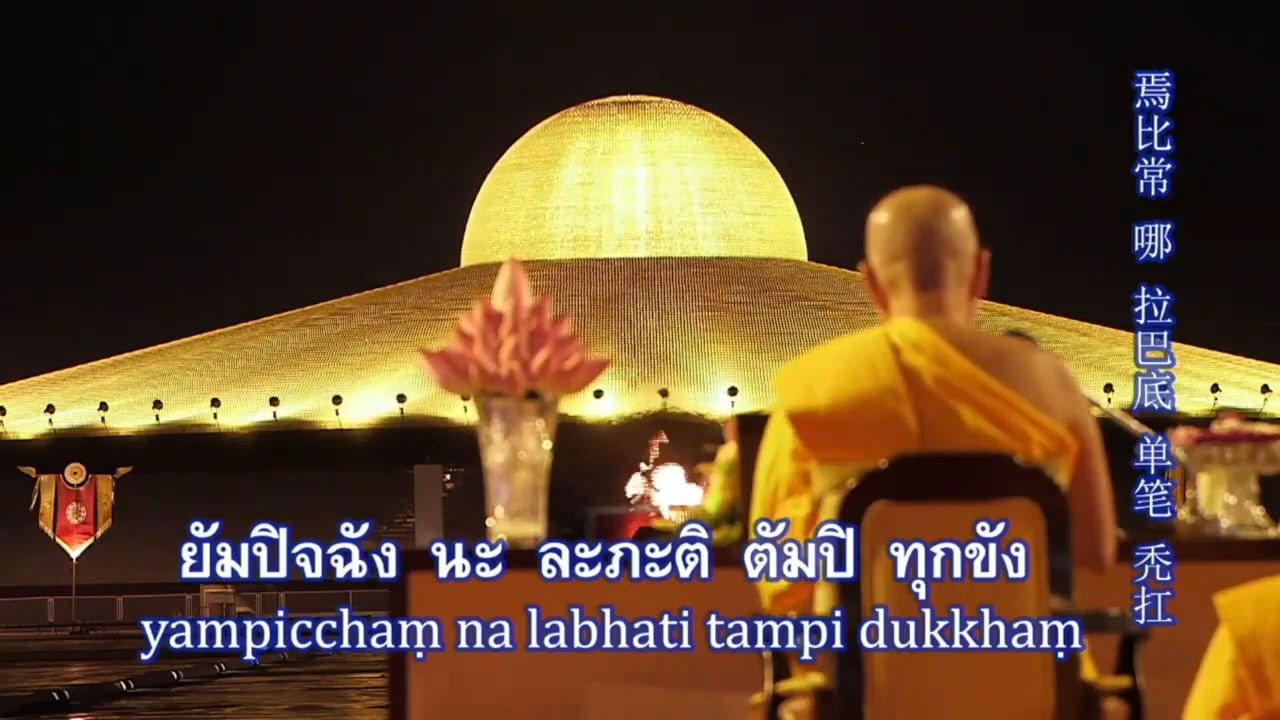 ยัมปิจฉัง นะ ละภะติ ตัมปิ ทุกขัง
yampicchaṃ na labhati tampi dukkhaṃ
焉比常 哪 拉巴底 单笔 秃扛